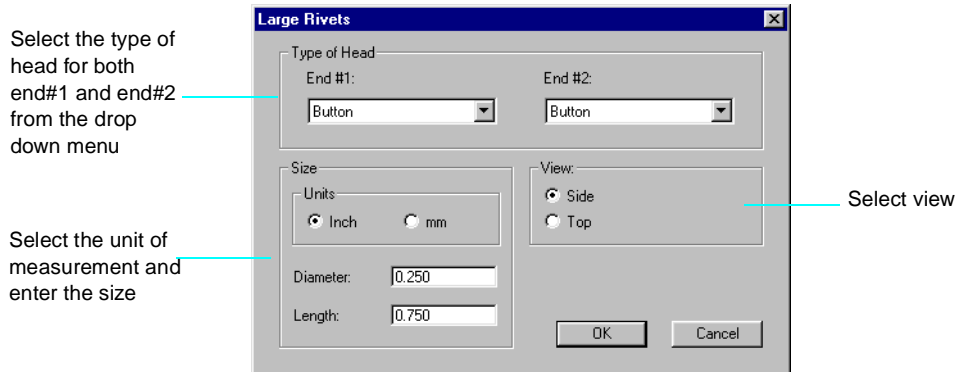 Large Rivets
Select the type of
head for both
end#1 and end#2
from the drop
down menu
Type of Head
End #1:
End #2:
Button
Button
Size
Units
Inch
mm
Diameter:
0.250
Length:
0.750
View:
Side
Top
Select view
Select the unit of
measurement and
enter the size
OK
Cancel